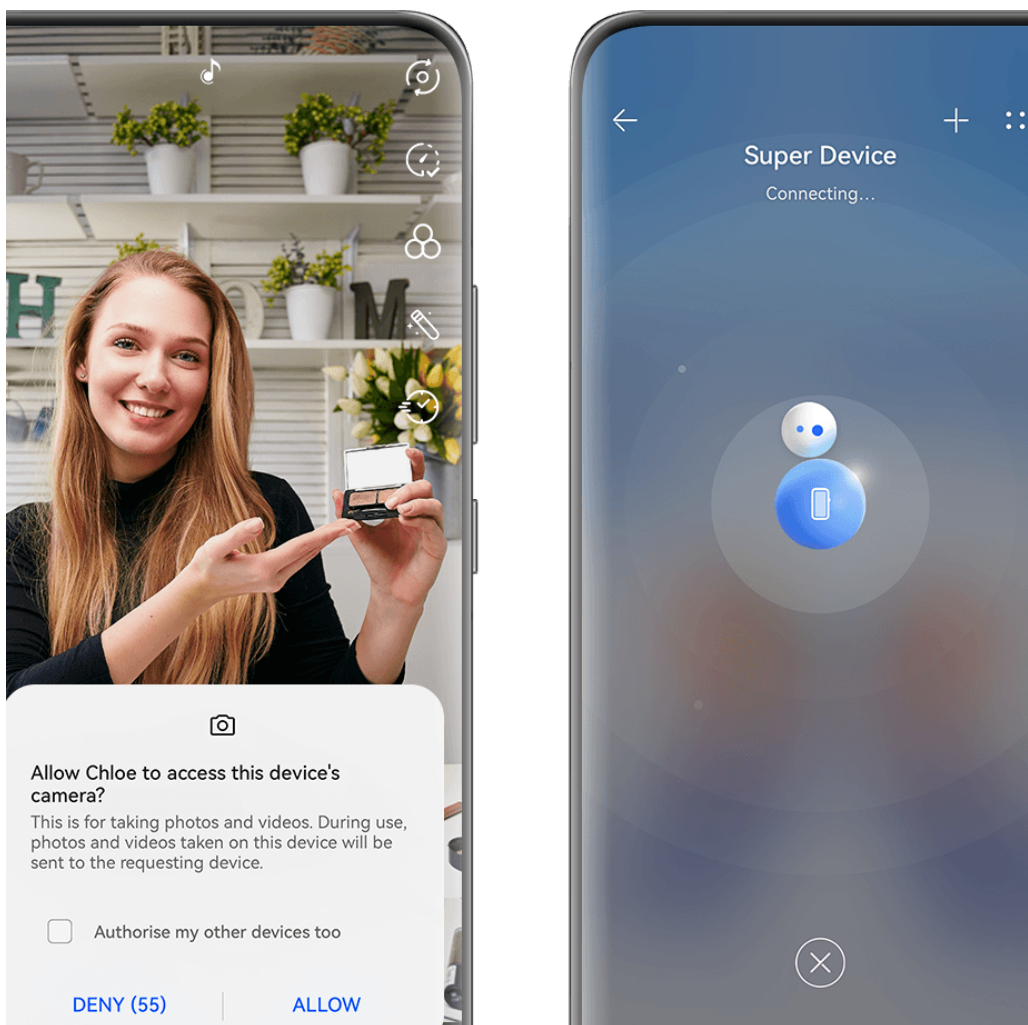 HOM
Allow Chloe to access this device's
camera?
This is for taking photos and videos. During use,
photos and videos taken on this device will be
sent to the requesting device.
Authorise my other devices too
DENY (55)
ALLOW
Super Device
Connecting...